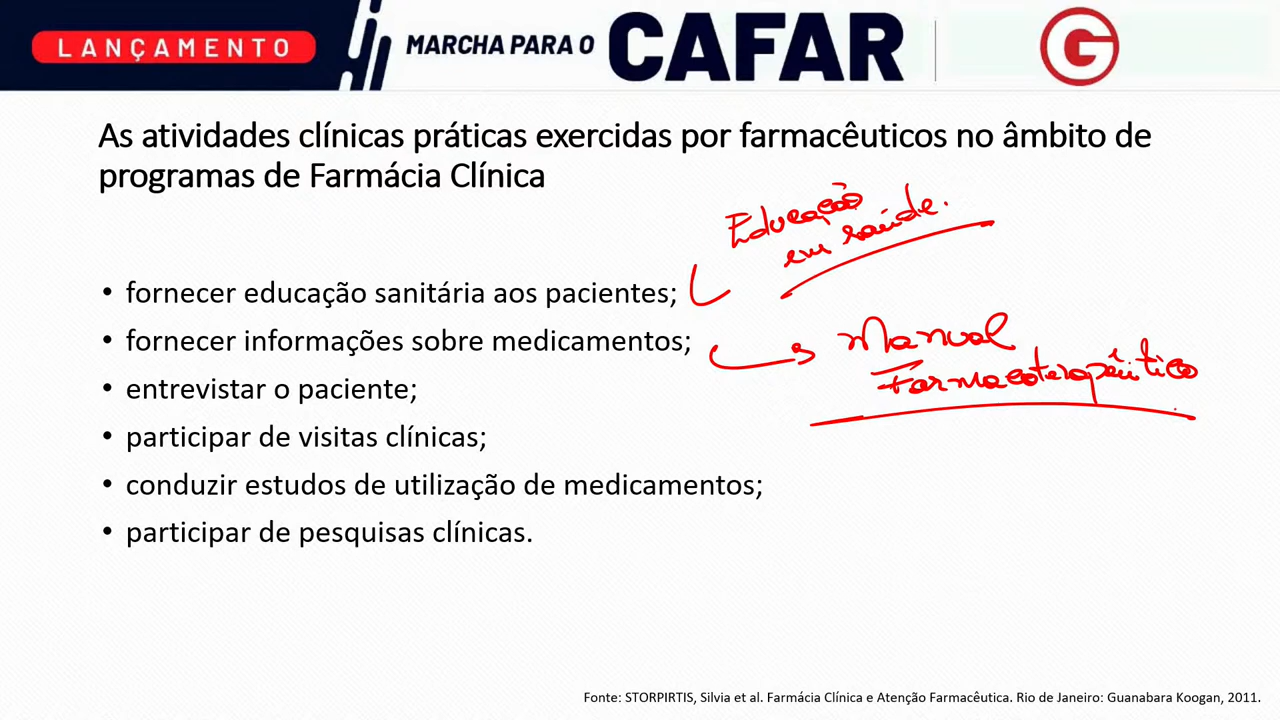 LANÇAMENTO
MARCHA PARA O CAFAR
G
As atividades clínicas práticas exercidas por farmacêuticos no âmbito de
programas de Farmácia Clínica
Educação
em saúde.
• fornecer educação sanitária aos pacientes;
• fornecer informações sobre medicamentos;
Manual
Farmacoterapêutico
• entrevistar o paciente;
• participar de visitas clínicas;
• conduzir estudos de utilização de medicamentos;
• participar de pesquisas clínicas.
Fonte: STORPIRTIS, Silvia et al. Farmácia Clínica e Atenção Farmacêutica. Rio de Janeiro: Guanabara Koogan, 2011.